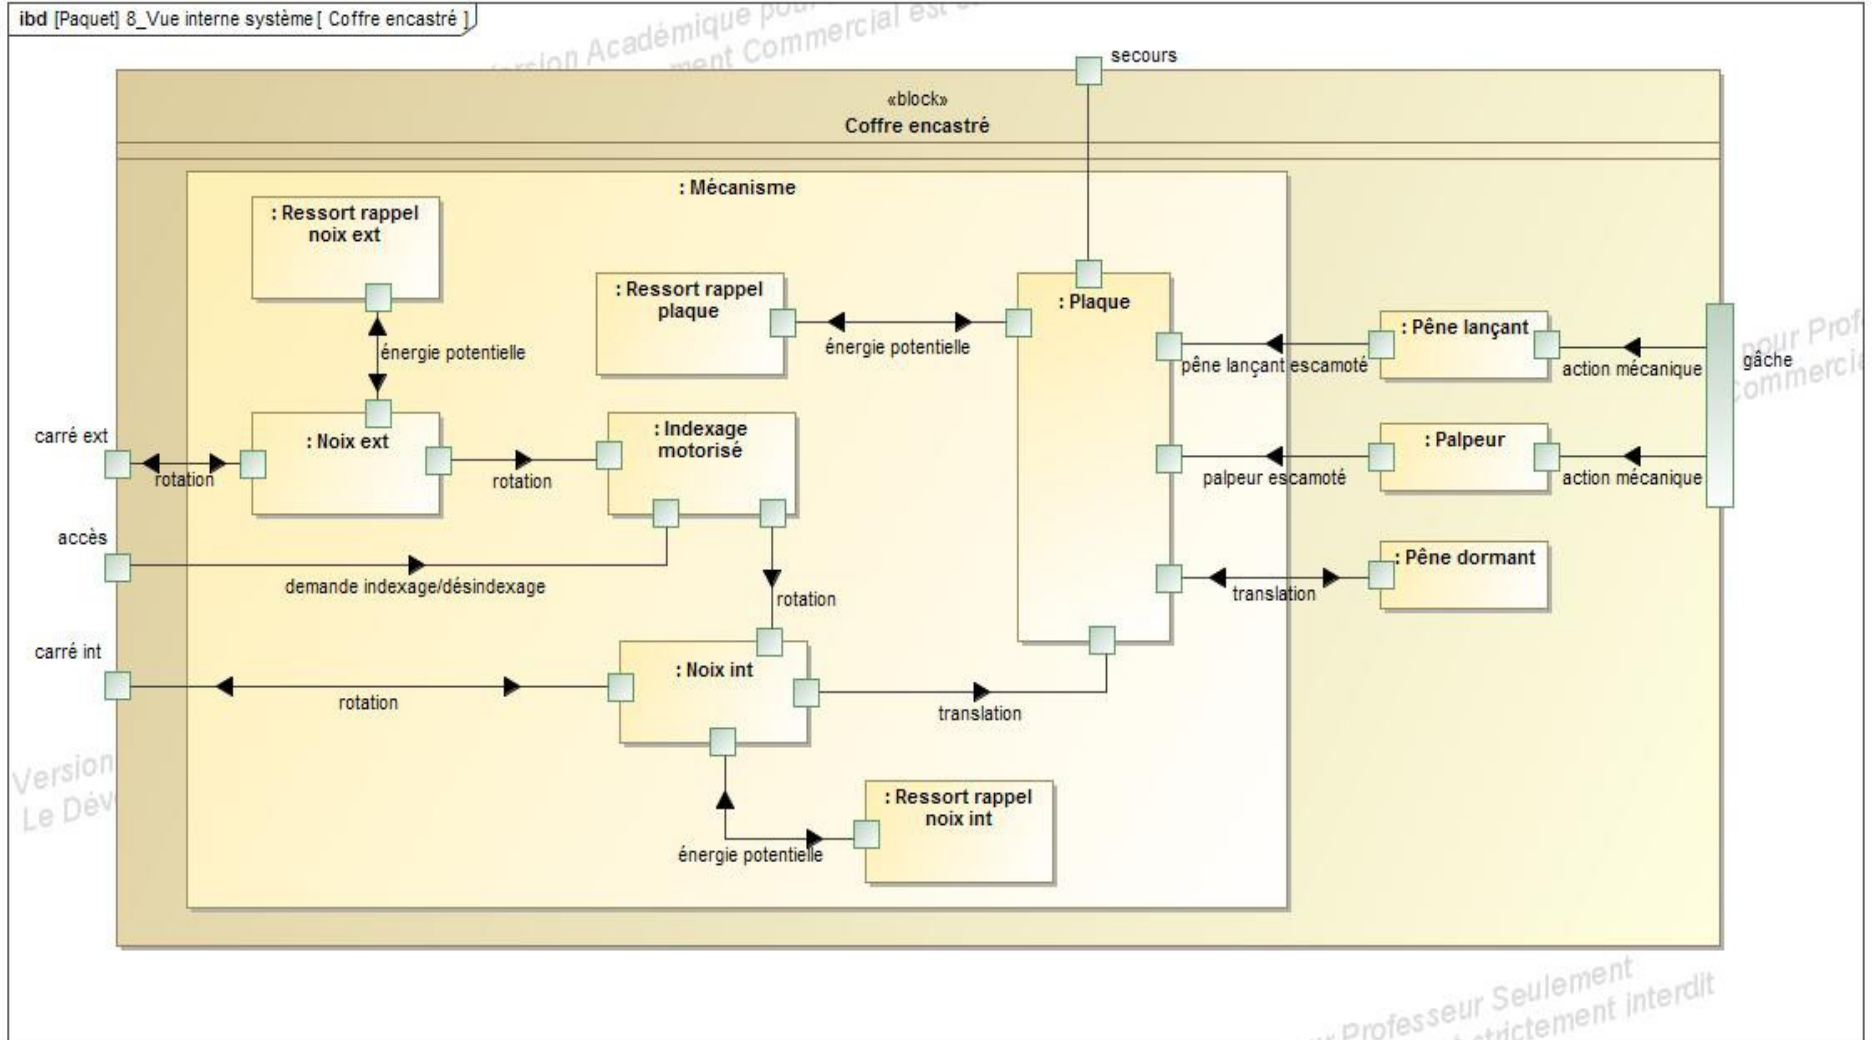 ibd [Paquet] 8_Vue interne système [ Coffre encastré ]
Version Académique pour
Commercial est
secours
«block»
Coffre encastré
: Mécanisme
: Ressort rappel
noix ext
: Ressort rappel
plaque
: Plaque
énergie potentielle
énergie potentielle
: Pêne lançant
pêne lançant escamoté
action mécanique
gâche
pour
carré ext
rotation
: Noix ext
rotation
: Indexage
motorisé
: Palpeur
palpeur escamoté
action mécanique
accès
demande indexage/désindexage
rotation
: Pêne dormant
translation
carré int
rotation
: Noix int
translation
: Ressort rappel
noix int
énergie potentielle
Version
Le
Professeur Seulement
strictement interdit